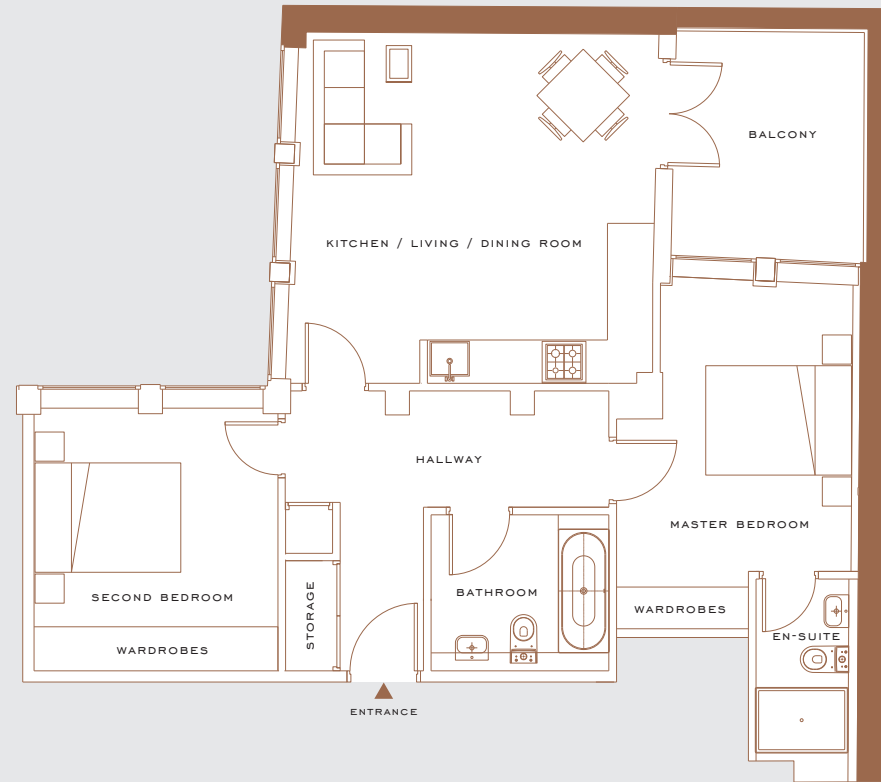 BALCONY
KITCHEN / LIVING / DINING ROOM
HALLWAY
MASTER BEDROOM
SECOND BEDROOM
BATHROOM
STORAGE
WARDROBES
EN-SUITE
WARDROBES
ENTRANCE